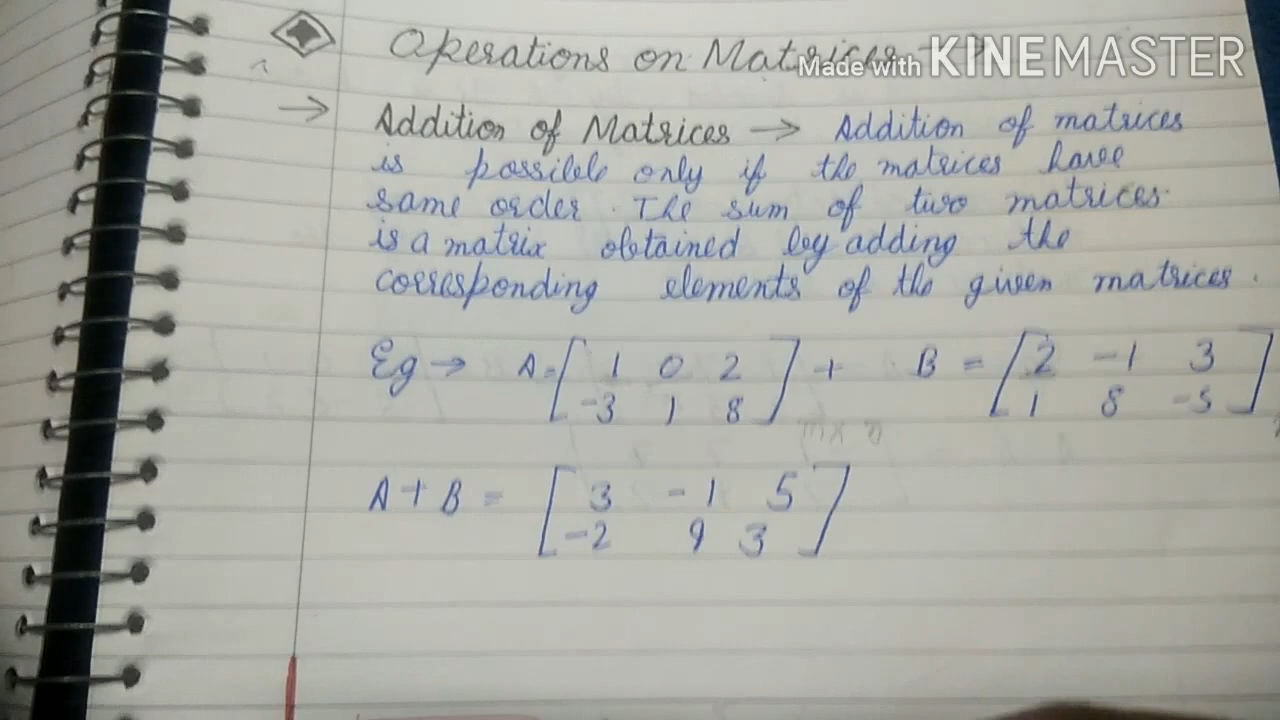 Operations on Matrices →
Made with KINEMASTER
→ Addition of Matrices → Addition of matrices
is possible only if the matrices have
same order. The sum of two matrices
is a matrix obtained by adding the
corresponding elements of the given matrices.
Eg → A = [ 1 0 2 ] + B = [ 2 -1 3 ]
-3 1 8 1 8 -5
A + B = [ 3 -1 5 ]
-2 9 3